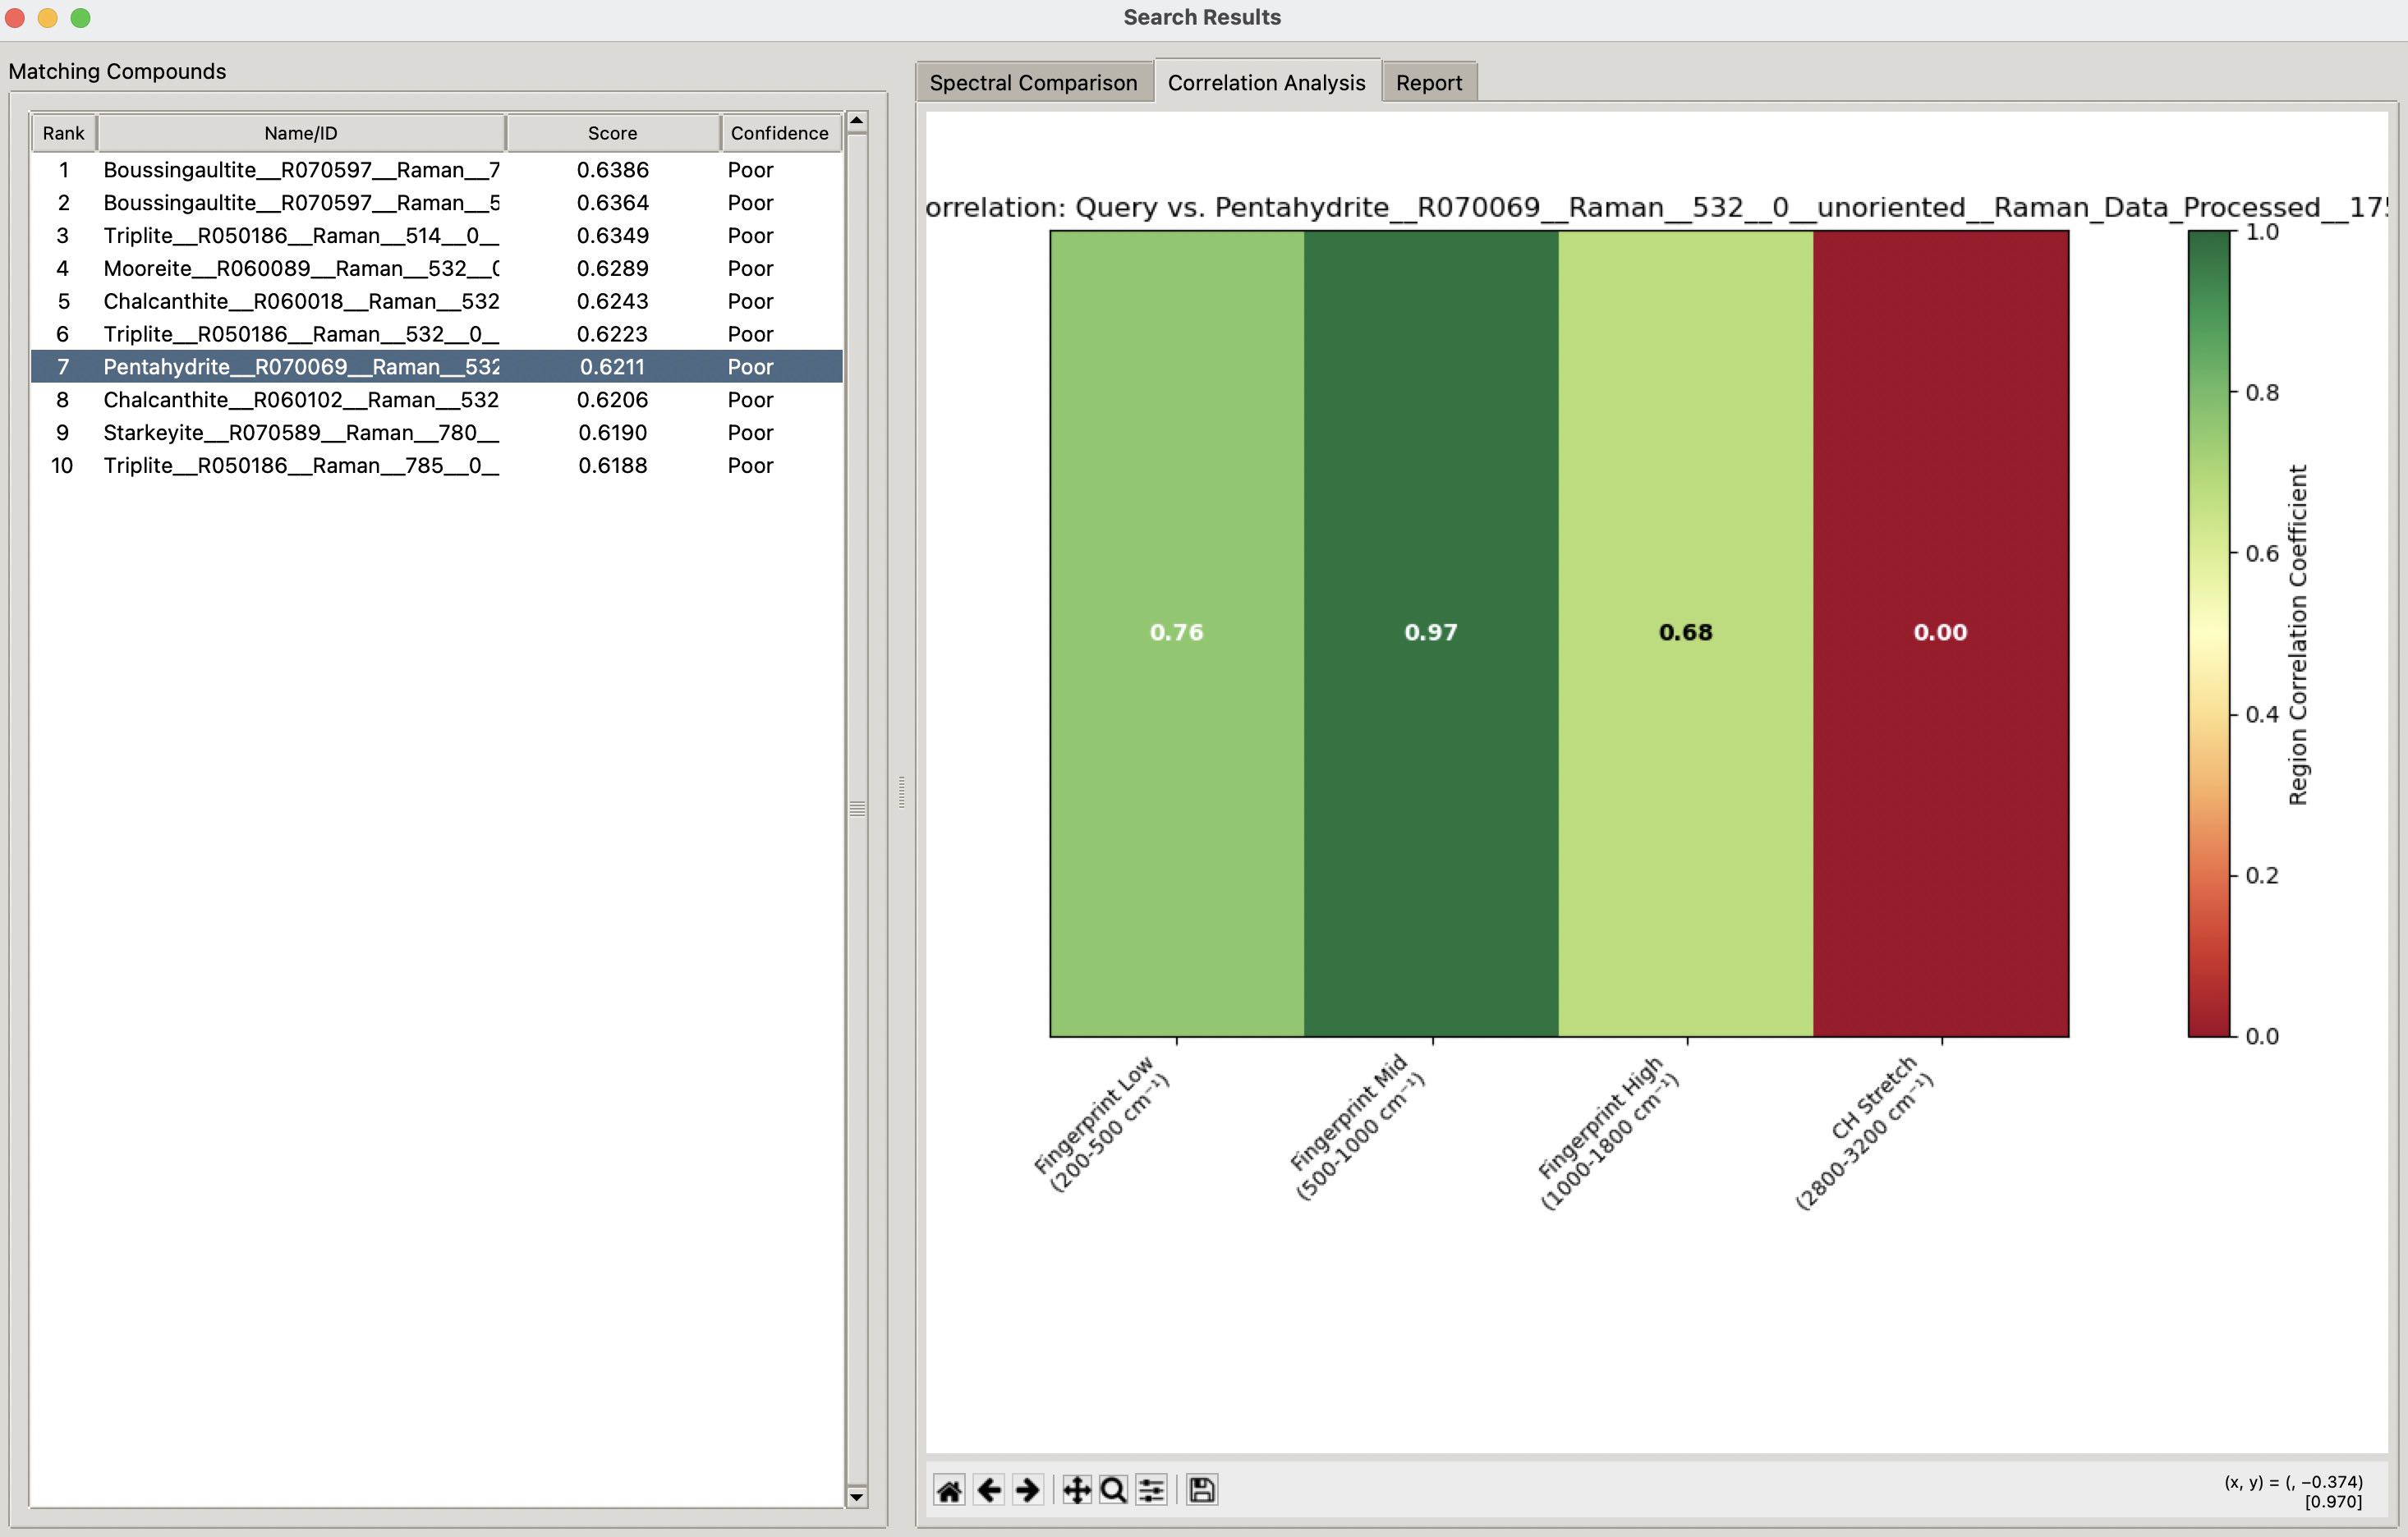 Search Results
Matching Compounds
Rank Name/ID Score Confidence
1 Boussingaultite__R070597__Raman__7 0.6386 Poor
2 Boussingaultite__R070597__Raman__5 0.6364 Poor
3 Triplite__R050186__Raman__514__0__ 0.6349 Poor
4 Mooreite__R060089__Raman__532__0 0.6289 Poor
5 Chalcanthite__R060018__Raman__532 0.6243 Poor
6 Triplite__R050186__Raman__532__0__ 0.6223 Poor
7 Pentahydrite__R070069__Raman__532 0.6211 Poor
8 Chalcanthite__R060102__Raman__532 0.6206 Poor
9 Starkeyite__R070589__Raman__780__ 0.6190 Poor
10 Triplite__R050186__Raman__785__0__ 0.6188 Poor
Spectral Comparison Correlation Analysis Report
orrelation: Query vs. Pentahydrite__R070069__Raman__532__0__unoriented__Raman_Data_Processed__175
0.76 0.97 0.68 0.00
Fingerprint Low
(200-500 cm⁻¹)
Fingerprint Mid
(500-1000 cm⁻¹)
Fingerprint High
(1000-1800 cm⁻¹)
CH Stretch
(2800-3200 cm⁻¹)
1.0
0.8
0.6
0.4
0.2
0.0
Region Correlation Coefficient
(x, y) = (, −0.374)
[0.970]